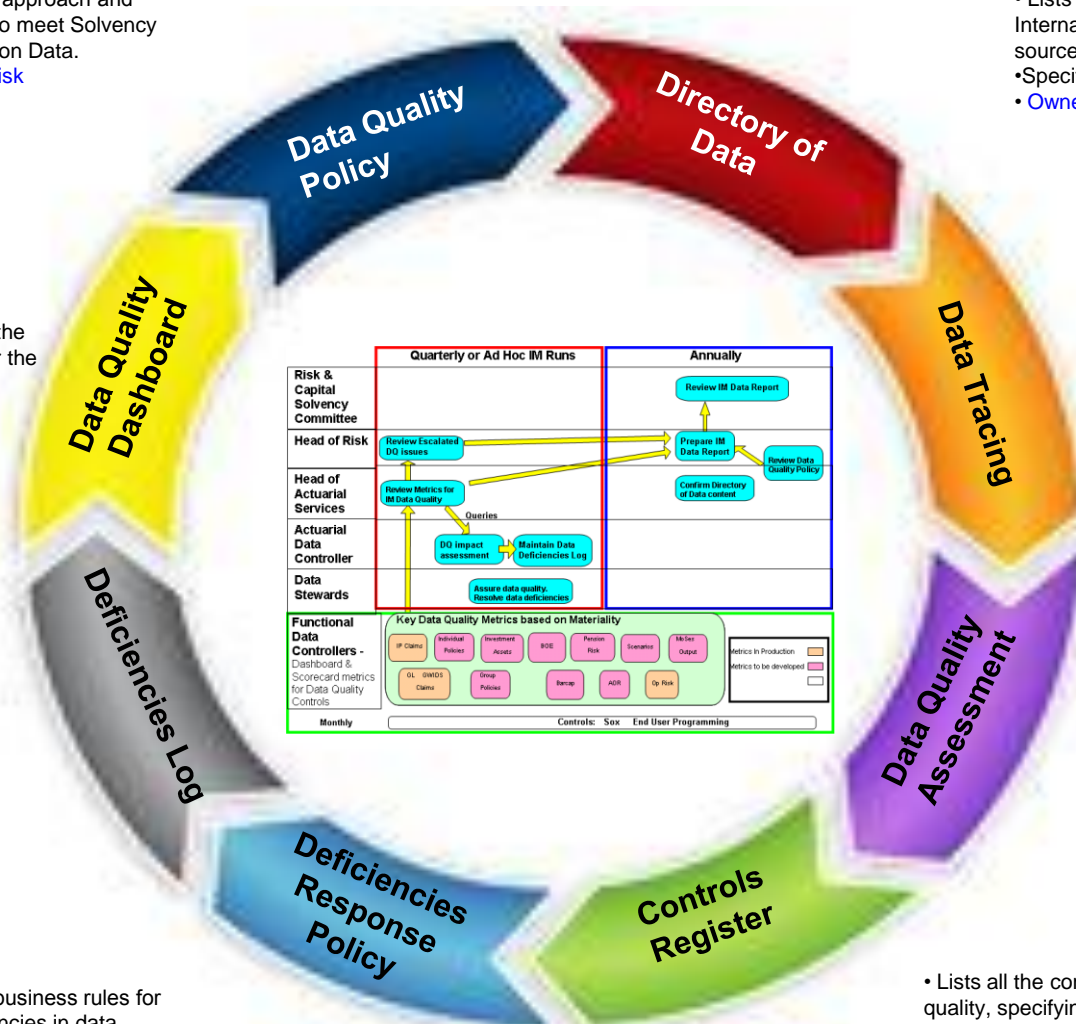 approach and
o meet Solvency
on Data.
isk
• Lists
Interna
source
•Specif
• Owne
Data Quality
Policy
Directory of
Data
Data Tracing
Data Quality
Assessment
Controls
Register
Deficiencies
Response
Policy
Deficiencies Log
Data Quality
Dashboard
the
r the
Quarterly or Ad Hoc IM Runs
Annually
Risk &
Capital
Solvency
Committee
Review IM Data Report
Head of Risk
Review Escalated
DQ issues
Prepare IM
Data Report
Review Data
Quality Policy
Head of
Actuarial
Services
Review Metrics for
IM Data Quality
Confirm Directory
of Data content
Queries
Actuarial
Data
Controller
DQ impact
assessment
Maintain Data
Deficiencies Log
Data
Stewards
Assure data quality.
Resolve data deficiencies
Functional
Data
Controllers -
Dashboard &
Scorecard metrics
for Data Quality
Controls
Key Data Quality Metrics based on Materiality
IP Claims
Individual
Policies
Investment
Assets
BOE
Pension
Risk
Scenarios
MoSes
Output
GL GWIDS
Claims
Group
Policies
Barcap
AOR
Op Risk
Metrics In Production
Metrics to be developed
Monthly
Controls: Sox End User Programming
business rules for
encies in data
• Lists all the con
quality, specifyin